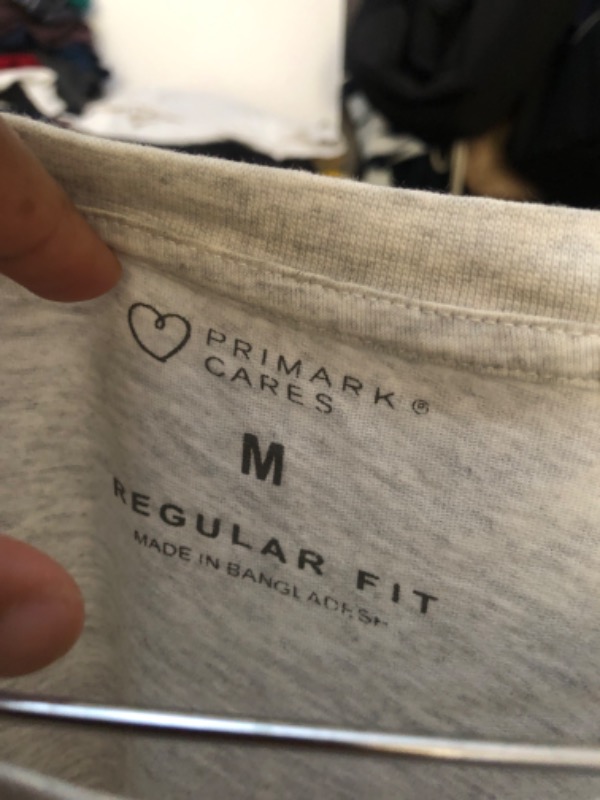 PRIMARK
CARES ®
M
REGULAR FIT
MADE IN BANGLADESH